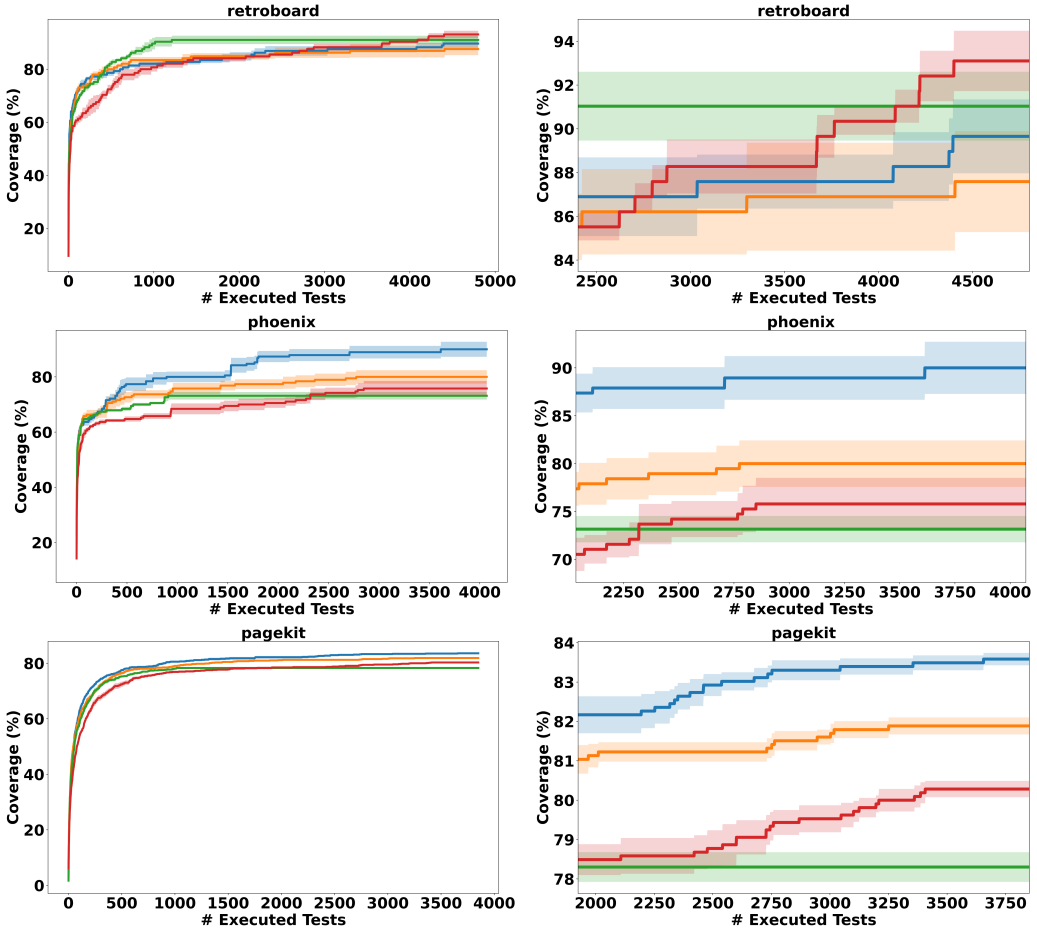 retroboard
Coverage (%)
80
60
40
20
0 1000 2000 3000 4000 5000
# Executed Tests
retroboard
Coverage (%)
94
92
90
88
86
84
2500 3000 3500 4000 4500
# Executed Tests
phoenix
Coverage (%)
80
60
40
20
0 500 1000 1500 2000 2500 3000 3500 4000
# Executed Tests
phoenix
Coverage (%)
90
85
80
75
70
2250 2500 2750 3000 3250 3500 3750 4000
# Executed Tests
pagekit
Coverage (%)
80
60
40
20
0
0 500 1000 1500 2000 2500 3000 3500 4000
# Executed Tests
pagekit
Coverage (%)
84
83
82
81
80
79
78
2000 2250 2500 2750 3000 3250 3500 3750
# Executed Tests